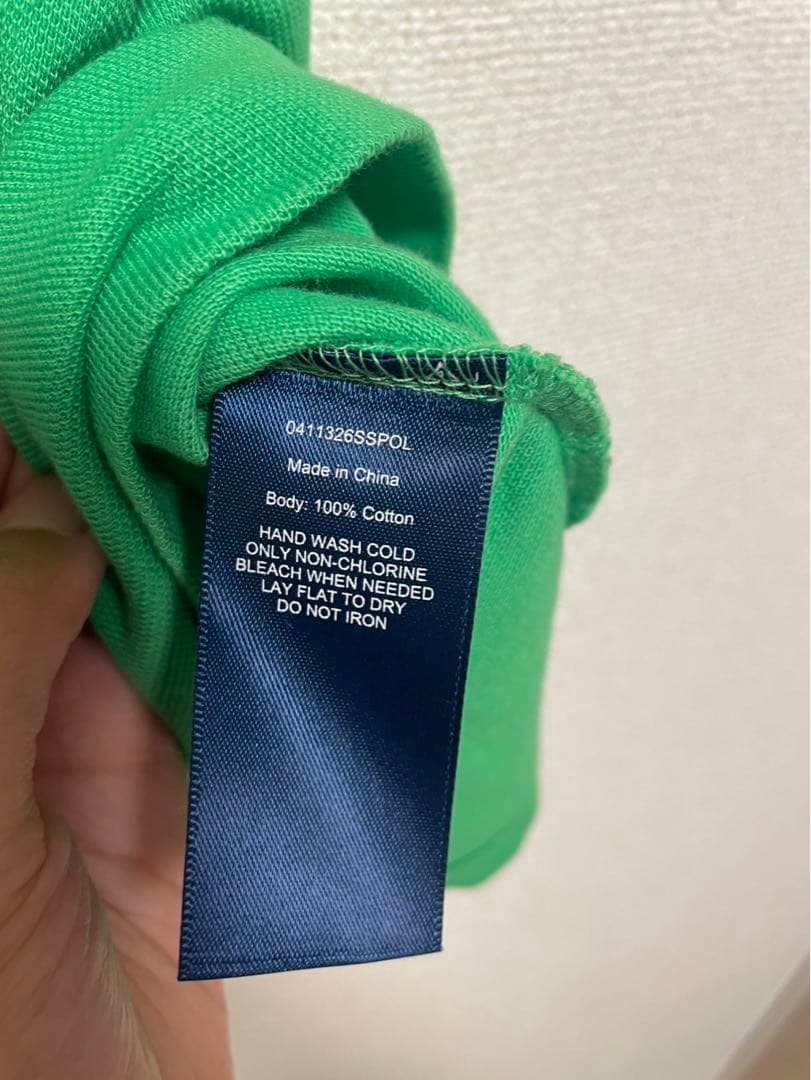 0411326SSPOL
Made in China
Body: 100% Cotton
HAND WASH COLD
ONLY NON-CHLORINE
BLEACH WHEN NEEDED
LAY FLAT TO DRY
DO NOT IRON